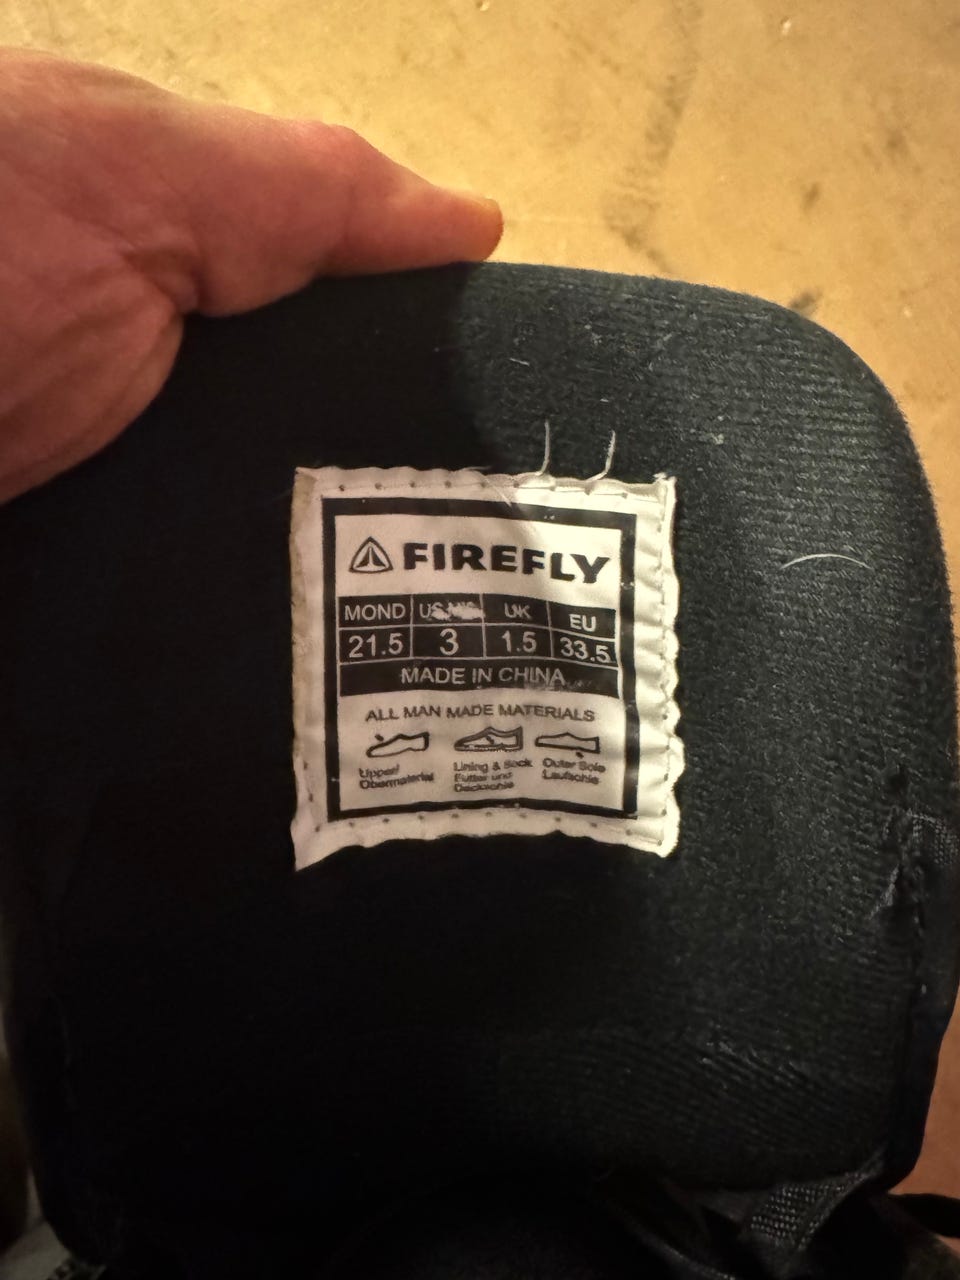 FIREFLY
MOND US UK EU
21.5 3 1.5 33.5
MADE IN CHINA
ALL MAN MADE MATERIALS
Upper/ Lining & Sock Outer Sole
Obermaterial Futter und Laufsohle
Decksohle